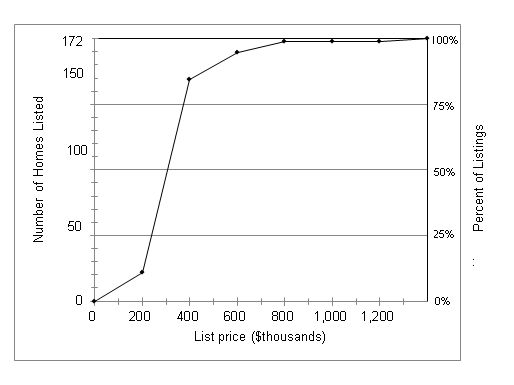 172
150
100
50
0
Number of Homes Listed
100%
75%
50%
25%
0%
Percent of Listings
:
0 200 400 600 800 1,000 1,200
List price ($thousands)